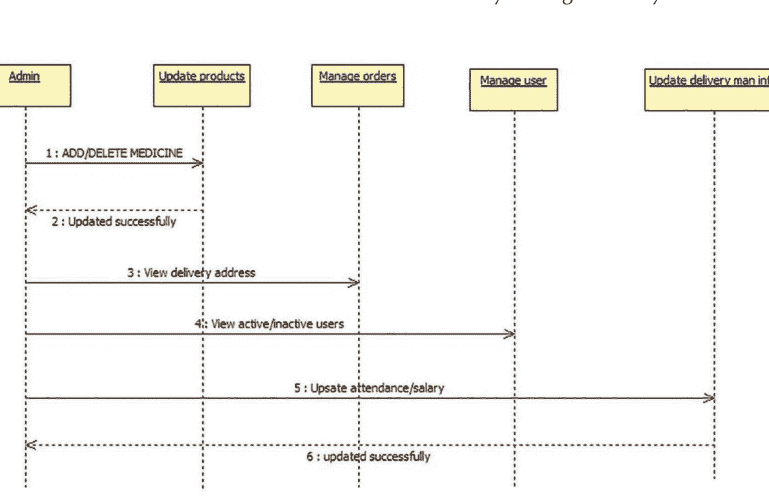 Admin
Update products
Manage orders
Manage user
Update delivery man inf
1 : ADD/DELETE MEDICINE
2 : Updated successfully
3 : View delivery address
4 : View active/inactive users
5 : Upsate attendance/salary
6 : updated successfully